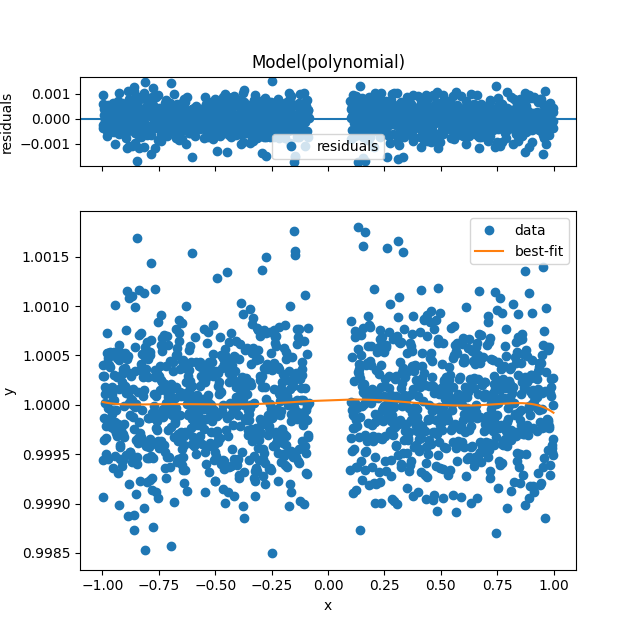 Model(polynomial)
residuals
0.001
0.000
−0.001
residuals
y
1.0015
1.0010
1.0005
1.0000
0.9995
0.9990
0.9985
data
best-fit
−1.00 −0.75 −0.50 −0.25 0.00 0.25 0.50 0.75 1.00
x